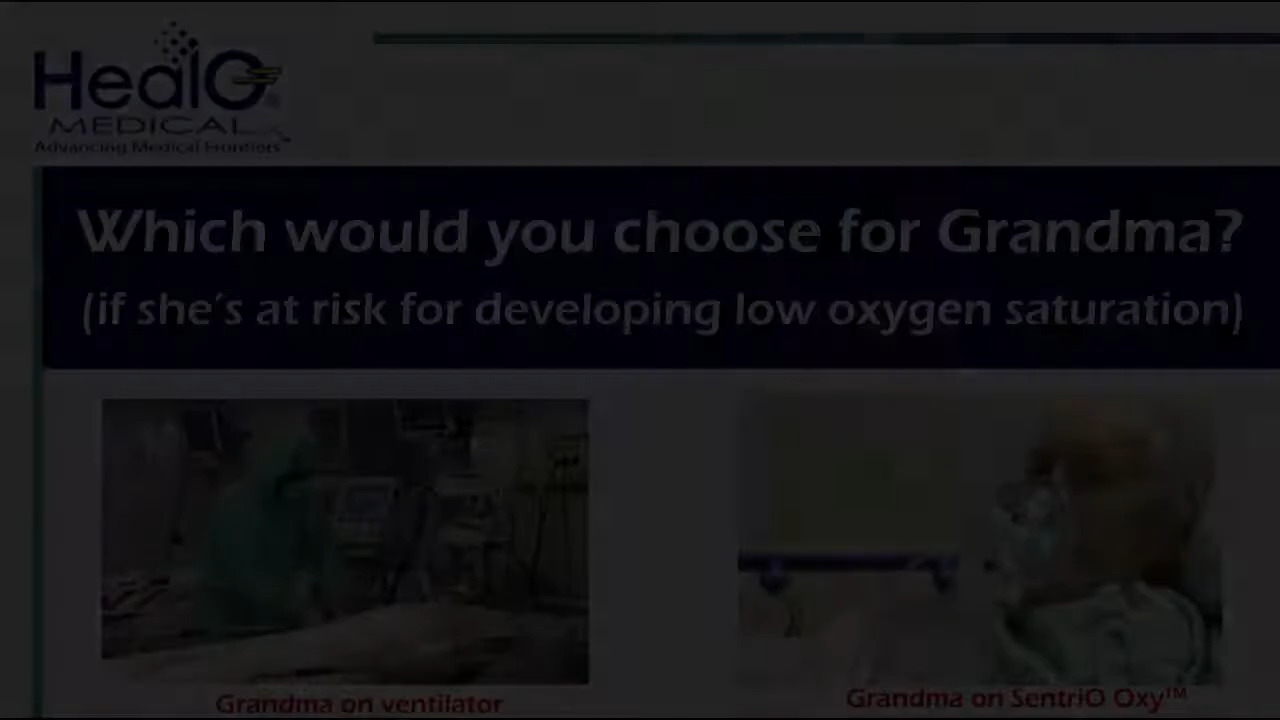 HealO
MEDICAL
Advancing Medical Frontiers™
Which would you choose for Grandma?
(if she's at risk for developing low oxygen saturation)
Grandma on ventilator
Grandma on SentriO Oxy™